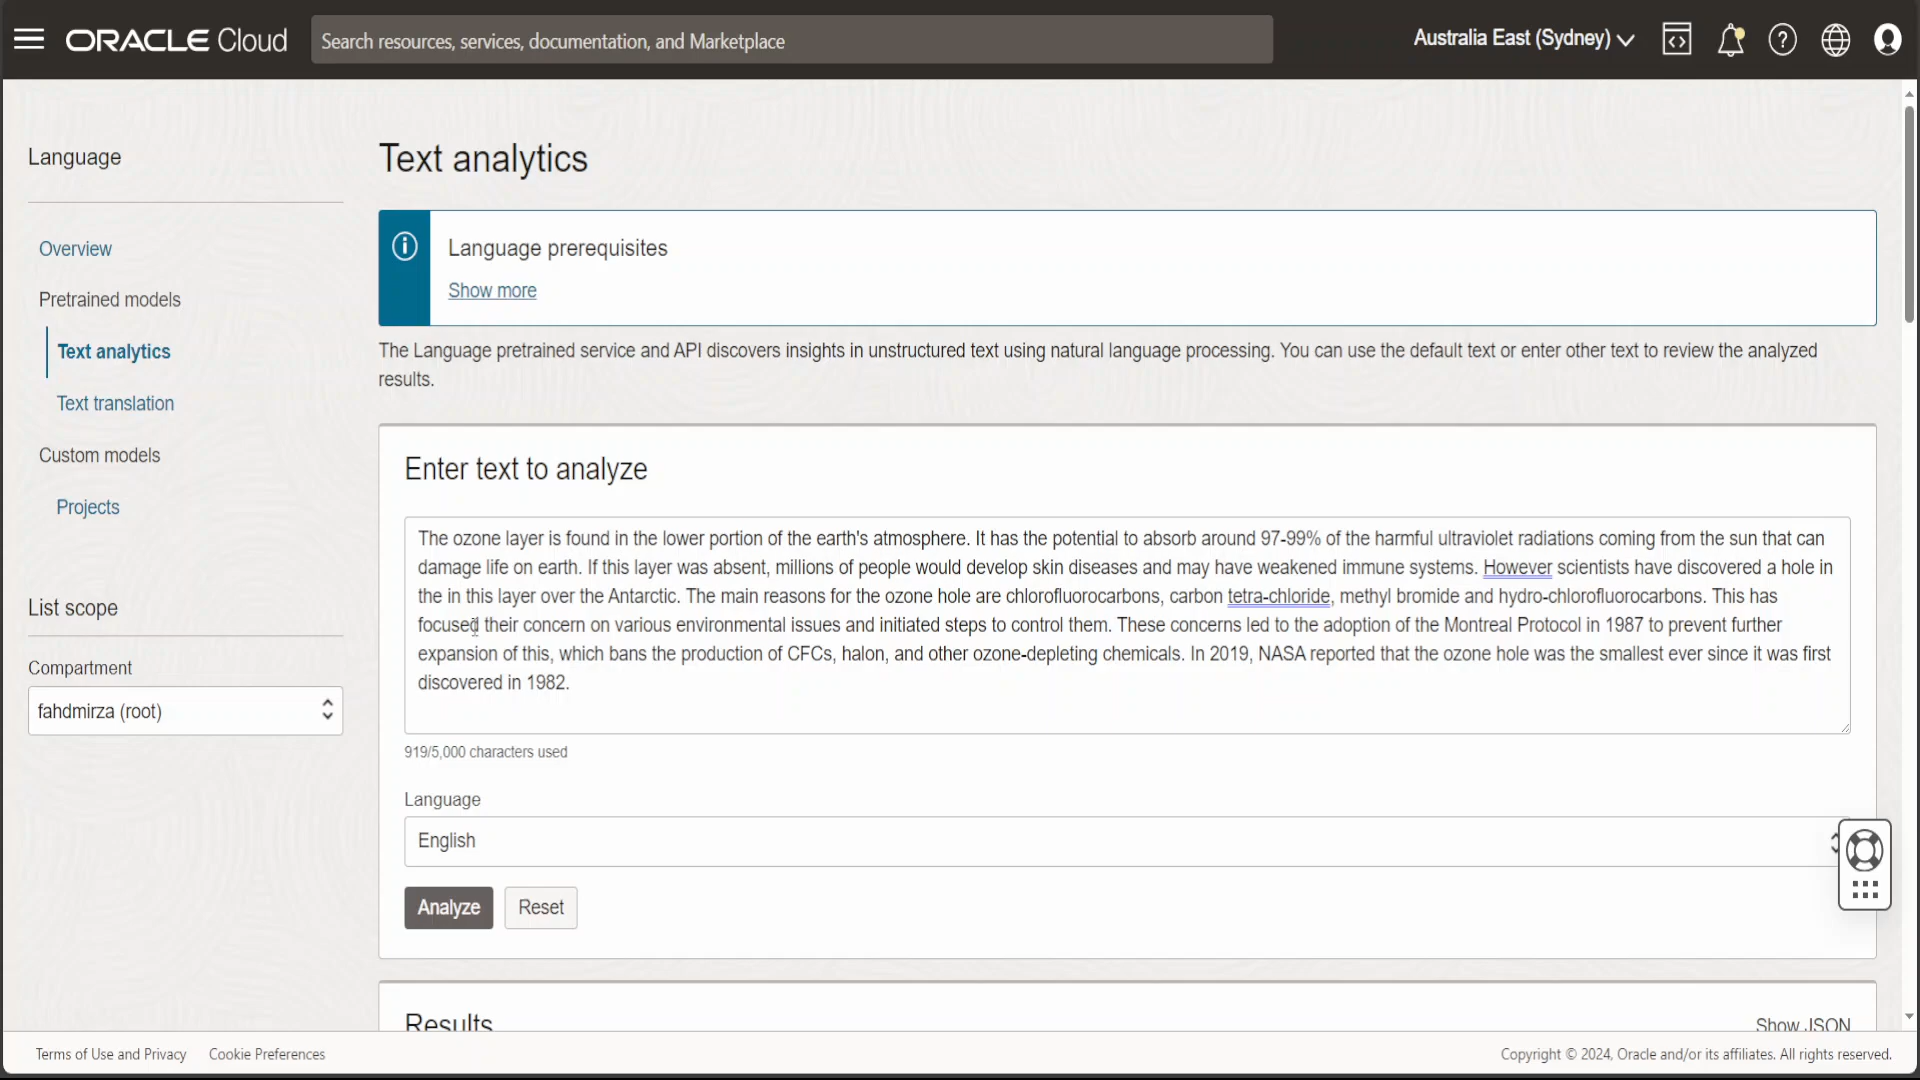 ORACLE Cloud
Search resources, services, documentation, and Marketplace
Australia East (Sydney)
Language
Overview
Pretrained models
Text analytics
Text translation
Custom models
Projects
List scope
Compartment
fahdmirza (root)
Text analytics
Language prerequisites
Show more
The Language pretrained service and API discovers insights in unstructured text using natural language processing. You can use the default text or enter other text to review the analyzed
results.
Enter text to analyze
The ozone layer is found in the lower portion of the earth's atmosphere. It has the potential to absorb around 97-99% of the harmful ultraviolet radiations coming from the sun that can
damage life on earth. If this layer was absent, millions of people would develop skin diseases and may have weakened immune systems. However scientists have discovered a hole in
the in this layer over the Antarctic. The main reasons for the ozone hole are chlorofluorocarbons, carbon tetra-chloride, methyl bromide and hydro-chlorofluorocarbons. This has
focused their concern on various environmental issues and initiated steps to control them. These concerns led to the adoption of the Montreal Protocol in 1987 to prevent further
expansion of this, which bans the production of CFCs, halon, and other ozone-depleting chemicals. In 2019, NASA reported that the ozone hole was the smallest ever since it was first
discovered in 1982.
919/5,000 characters used
Language
English
Analyze
Reset
Results
Show JSON
Terms of Use and Privacy
Cookie Preferences
Copyright © 2024, Oracle and/or its affiliates. All rights reserved.